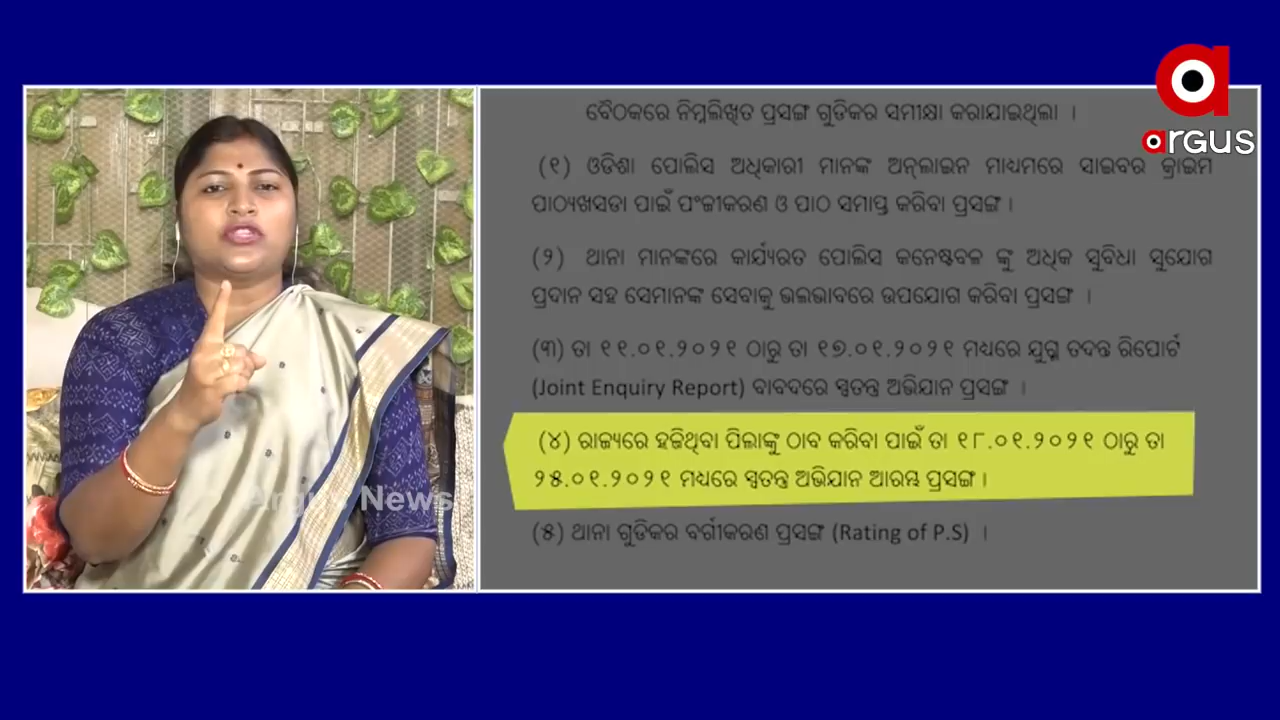 argus
ବୈଠକରେ ନିମ୍ନଲିଖିତ ପ୍ରସଙ୍ଗ ଗୁଡିକର ସମୀକ୍ଷା କରାଯାଇଥିଲା ।
(୧) ଓଡିଶା ପୋଲିସ ଅଧିକାରୀ ମାନଙ୍କ ଅନ୍‌ଲାଇନ ମାଧ୍ୟମରେ ସାଇବର କ୍ରାଇମ
ପାଠ୍ୟଖସଡା ପାଇଁ ପଂଜୀକରଣ ଓ ପାଠ ସମାପ୍ତ କରିବା ପ୍ରସଙ୍ଗ ।
(୨) ଥାନା ମାନଙ୍କରେ କାର୍ଯ୍ୟରତ ପୋଲିସ କନେଷ୍ଟବଳ ଙ୍କୁ ଅଧିକ ସୁବିଧା ସୁଯୋଗ
ପ୍ରଦାନ ସହ ସେମାନଙ୍କ ସେବାକୁ ଭଲଭାବରେ ଉପଯୋଗ କରିବା ପ୍ରସଙ୍ଗ ।
(୩) ତା ୧୧.୦୧.୨୦୨୧ ଠାରୁ ତା ୧୭.୦୧.୨୦୨୧ ମଧ୍ୟରେ ଯୁଗ୍ମ ତଦନ୍ତ ରିପୋର୍ଟ
(Joint Enquiry Report) ବାବଦରେ ସ୍ଵତନ୍ତ୍ର ଅଭିଯାନ ପ୍ରସଙ୍ଗ ।
(୪) ରାଜ୍ୟରେ ହଜିଥିବା ପିଲାଙ୍କୁ ଠାବ କରିବା ପାଇଁ ତା ୧୮.୦୧.୨୦୨୧ ଠାରୁ ତା
୨୫.୦୧.୨୦୨୧ ମଧ୍ୟରେ ସ୍ଵତନ୍ତ୍ର ଅଭିଯାନ ଆରମ୍ଭ ପ୍ରସଙ୍ଗ ।
(୫) ଥାନା ଗୁଡିକର ବର୍ଗୀକରଣ ପ୍ରସଙ୍ଗ (Rating of P.S) ।
Argus News